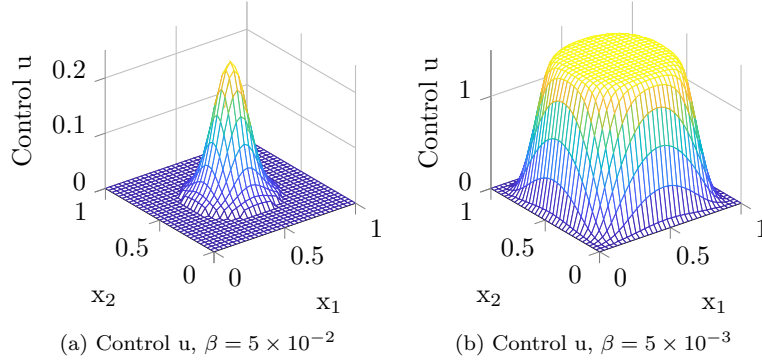 0.2
0.1
0
Control u
1
0.5
0
x₂
0
0.5
1
x₁
(a) Control u, β = 5 × 10⁻²
1
0
Control u
1
0.5
0
x₂
0
0.5
1
x₁
(b) Control u, β = 5 × 10⁻³